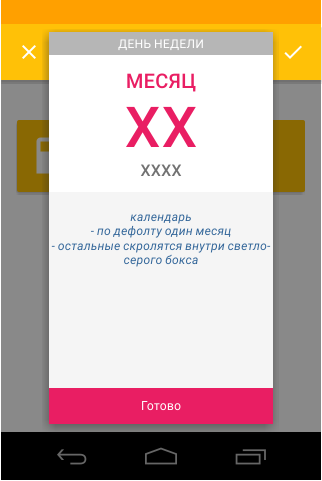 ДЕНЬ НЕДЕЛИ
МЕСЯЦ
XX
XXXX
календарь
- по дефолту один месяц
- остальные скролятся внутри светло-
серого бокса
Готово